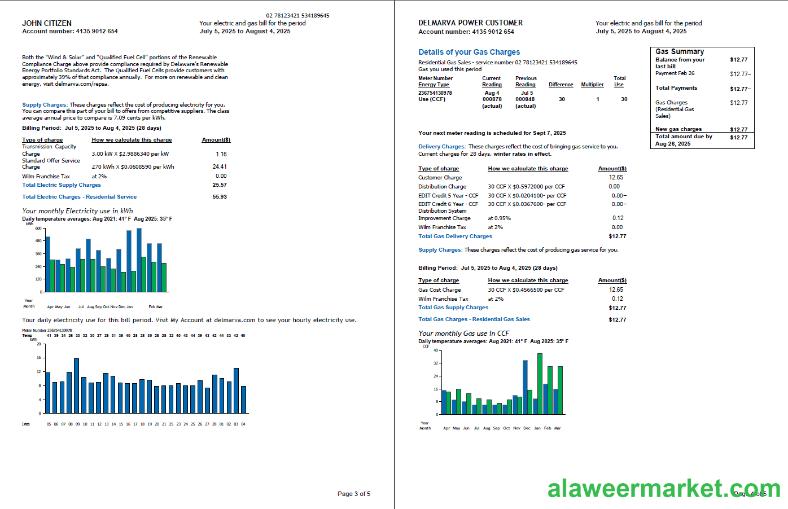 02 78123421 534189645
JOHN CITIZEN
Your electric and gas bill for the period
Account number: 4135 9012 654
July 5, 2025 to August 4, 2025
Both the "Wind & Solar" and "Qualified Fuel Cell" portions of the Renewable
Compliance Charge above provide compliance required by Delaware's Renewable
Energy Portfolio Standards Act. The Qualified Fuel Cells provide customers with
approximately 39% of that compliance annually. For more on renewable and clean
energy, visit delmarva.com/repsa.
Supply Charges: These charges reflect the cost of producing electricity for you.
You can compare this part of your bill to offers from competitive suppliers. The class
average annual price to compare is 7.09 cents per kWh.
Billing Period: Jul 5, 2025 to Aug 4, 2025 (28 days)
Type of charge How we calculate this charge Amount($)
Transmission Capacity
Charge 3.00 kW X $2.9886340 per kW 1.16
Standard Offer Service
Charge 270 kWh X $0.0608590 per kWh 24.41
Wilm Franchise Tax at 2% 0.00
Total Electric Supply Charges 25.57
Total Electric Charges - Residential Service 55.93
Your monthly Electricity use in kWh
Daily temperature averages: Aug 2021: 41° F Aug 2025: 35° F
Your daily electricity use for this bill period. Visit My Account at delmarva.com to see your hourly electricity use.
Page 3 of 5
DELMARVA POWER CUSTOMER
Your electric and gas bill for the period
Account number: 4135 9012 654
July 5, 2025 to August 4, 2025
Details of your Gas Charges
Residential Gas Sales - service number 02 78123421 534189645
Gas you used this period
Meter Number Current Previous Total
Energy Type Reading Reading Difference Multiplier Use
236754130978 Aug 4 Jul 5
Use (CCF) 000878 000848 30 1 30
(actual) (actual)
Gas Summary
Balance from your
last bill $12.77
Payment Feb 26 $12.77-
Total Payments $12.77-
Gas Charges $12.77
(Residential Gas
Sales)
New gas charges $12.77
Total amount due by $12.77
Aug 28, 2025
Your next meter reading is scheduled for Sept 7, 2025
Delivery Charges: These charges reflect the cost of bringing gas service to you.
Current charges for 28 days, winter rates in effect.
Type of charge How we calculate this charge Amount($)
Customer Charge 12.65
Distribution Charge 30 CCF X $0.5972000 per CCF 0.00
EDIT Credit 5 Year - CCF 30 CCF X $0.0204100- per CCF 0.00-
EDIT Credit 6 Year - CCF 30 CCF X $0.0367600- per CCF 0.00-
Distribution System
Improvement Charge at 0.95% 0.12
Wilm Franchise Tax at 2% 0.00
Total Gas Delivery Charges $12.77
Supply Charges: These charges reflect the cost of producing gas service for you.
Billing Period: Jul 5, 2025 to Aug 4, 2025 (28 days)
Type of charge How we calculate this charge Amount($)
Gas Cost Charge 30 CCF X $0.4566500 per CCF 12.65
Wilm Franchise Tax at 2% 0.12
Total Gas Supply Charges $12.77
Total Gas Charges - Residential Gas Sales $12.77
Your monthly Gas use in CCF
Daily temperature averages: Aug 2021: 41° F Aug 2025: 35° F
Year
Month Apr May Jun Jul Aug Sep Oct Nov Dec Jan Feb Mar
alaweermarket.com